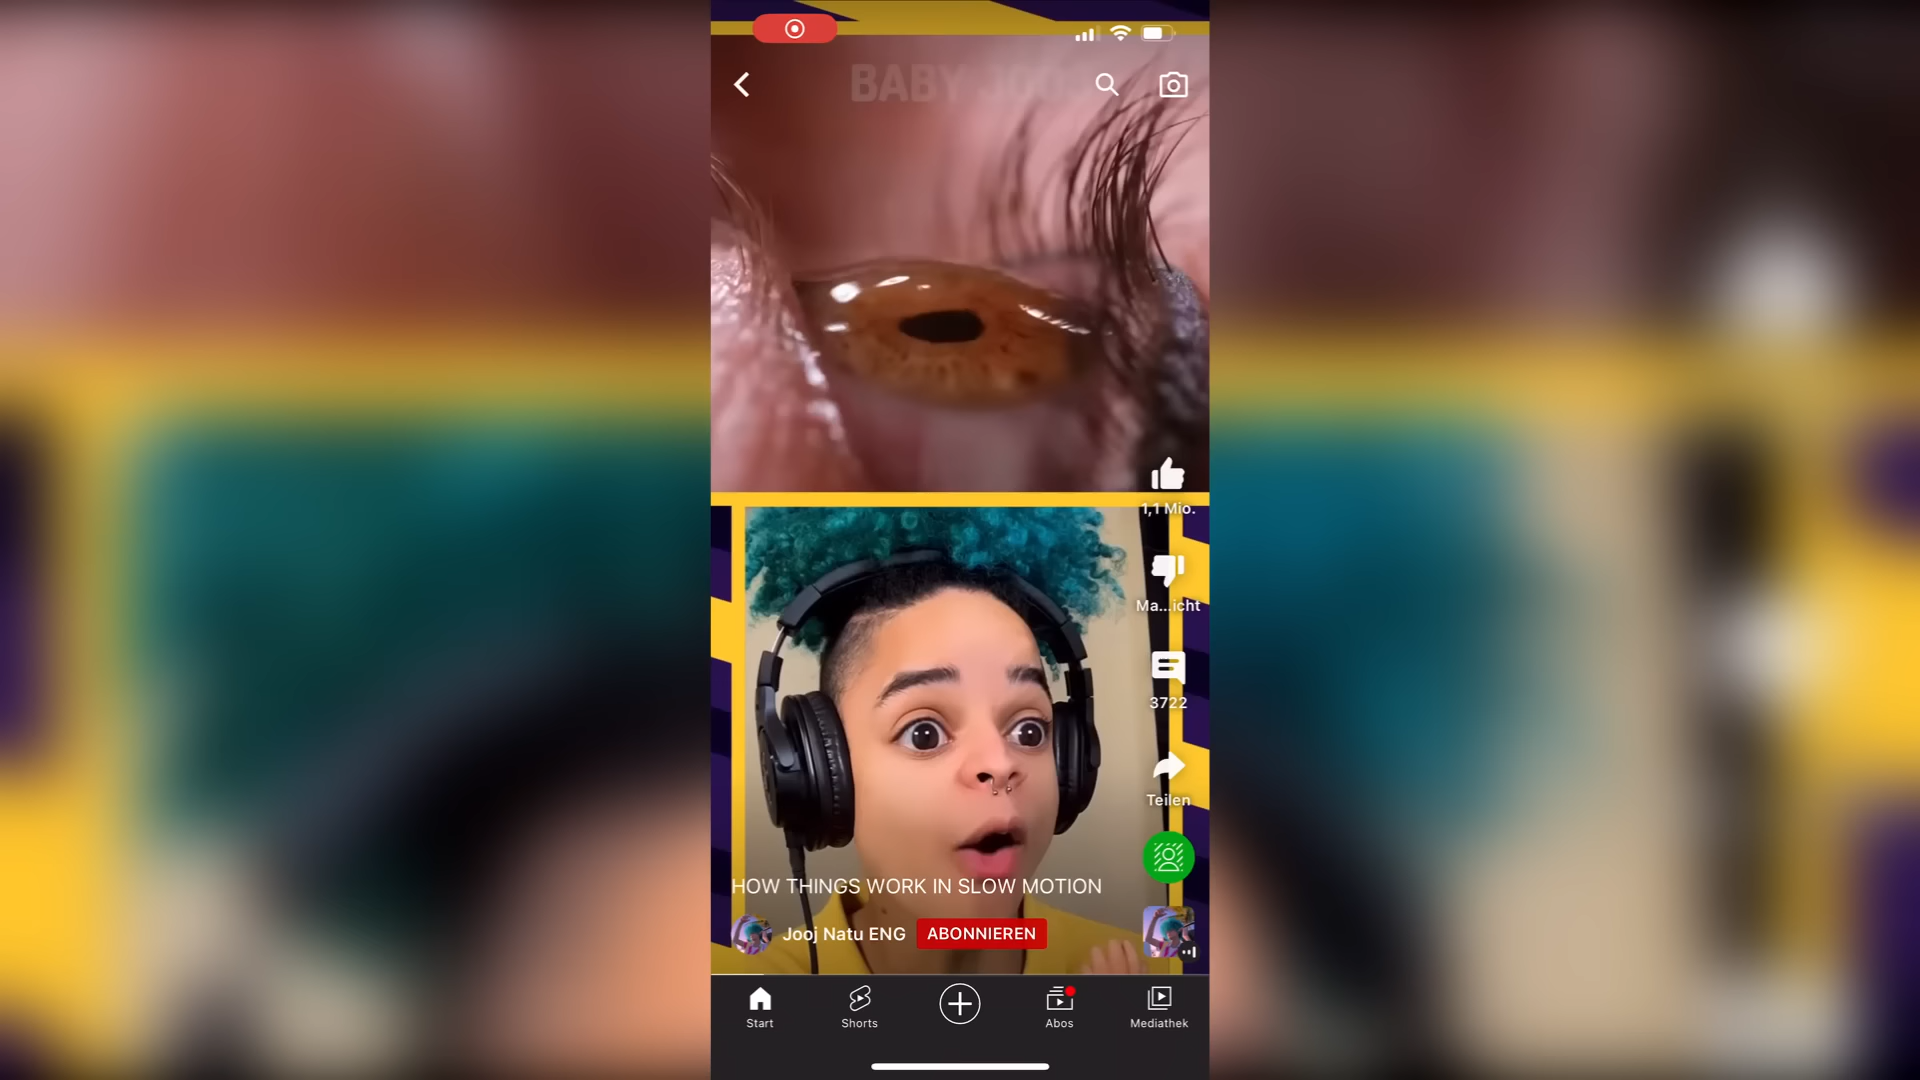 BABY JOOJ
1,1 Mio.
Ma...icht
3722
Teilen
HOW THINGS WORK IN SLOW MOTION
Jooj Natu ENG
ABONNIEREN
Start
Shorts
Abos
Mediathek